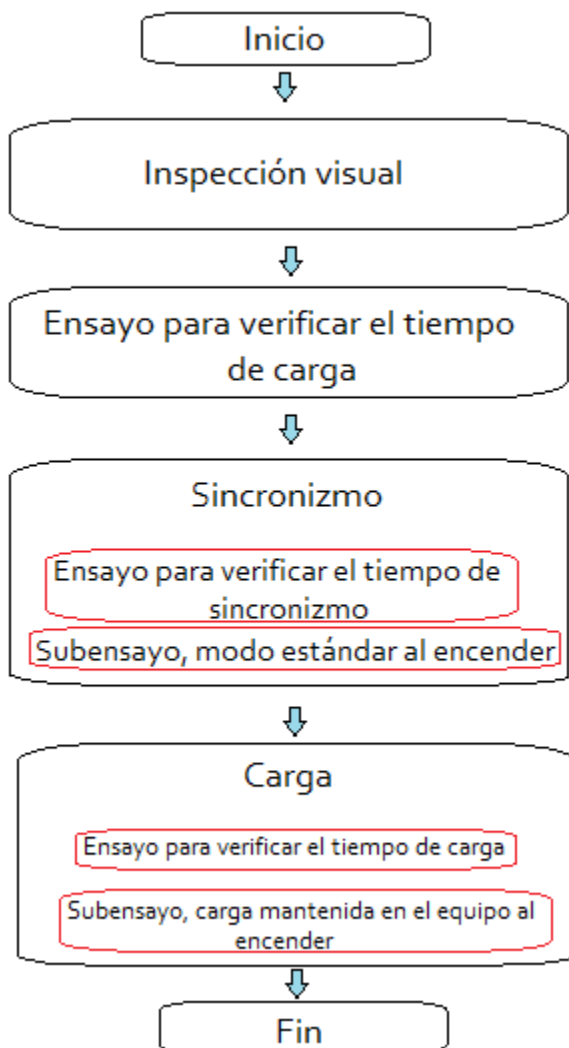 Inicio
Inspección visual
Ensayo para verificar el tiempo
de carga
Sincronizmo
Ensayo para verificar el tiempo de
sincronizmo
Subensayo, modo estándar al encender
Carga
Ensayo para verificar el tiempo de carga
Subensayo, carga mantenida en el equipo al
encender
Fin